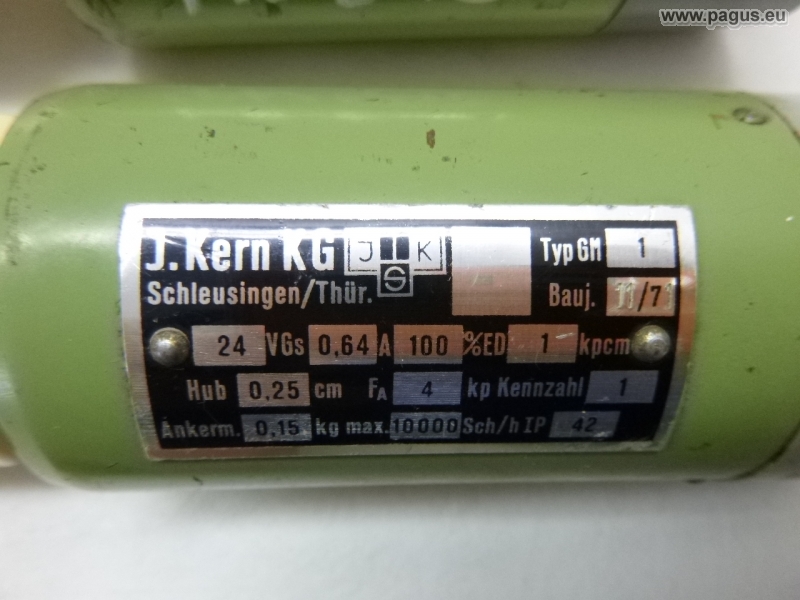 www.pagus.eu
J. Kern KG J K S Typ GM 1
Schleusingen/Thür. Bauj. 11/71
24 VGs 0,64 A 100 %ED 1 kpcm
Hub 0,25 cm FA 4 kp Kennzahl 1
Ankerm. 0,15 kg max. 10000 Sch/h IP 42